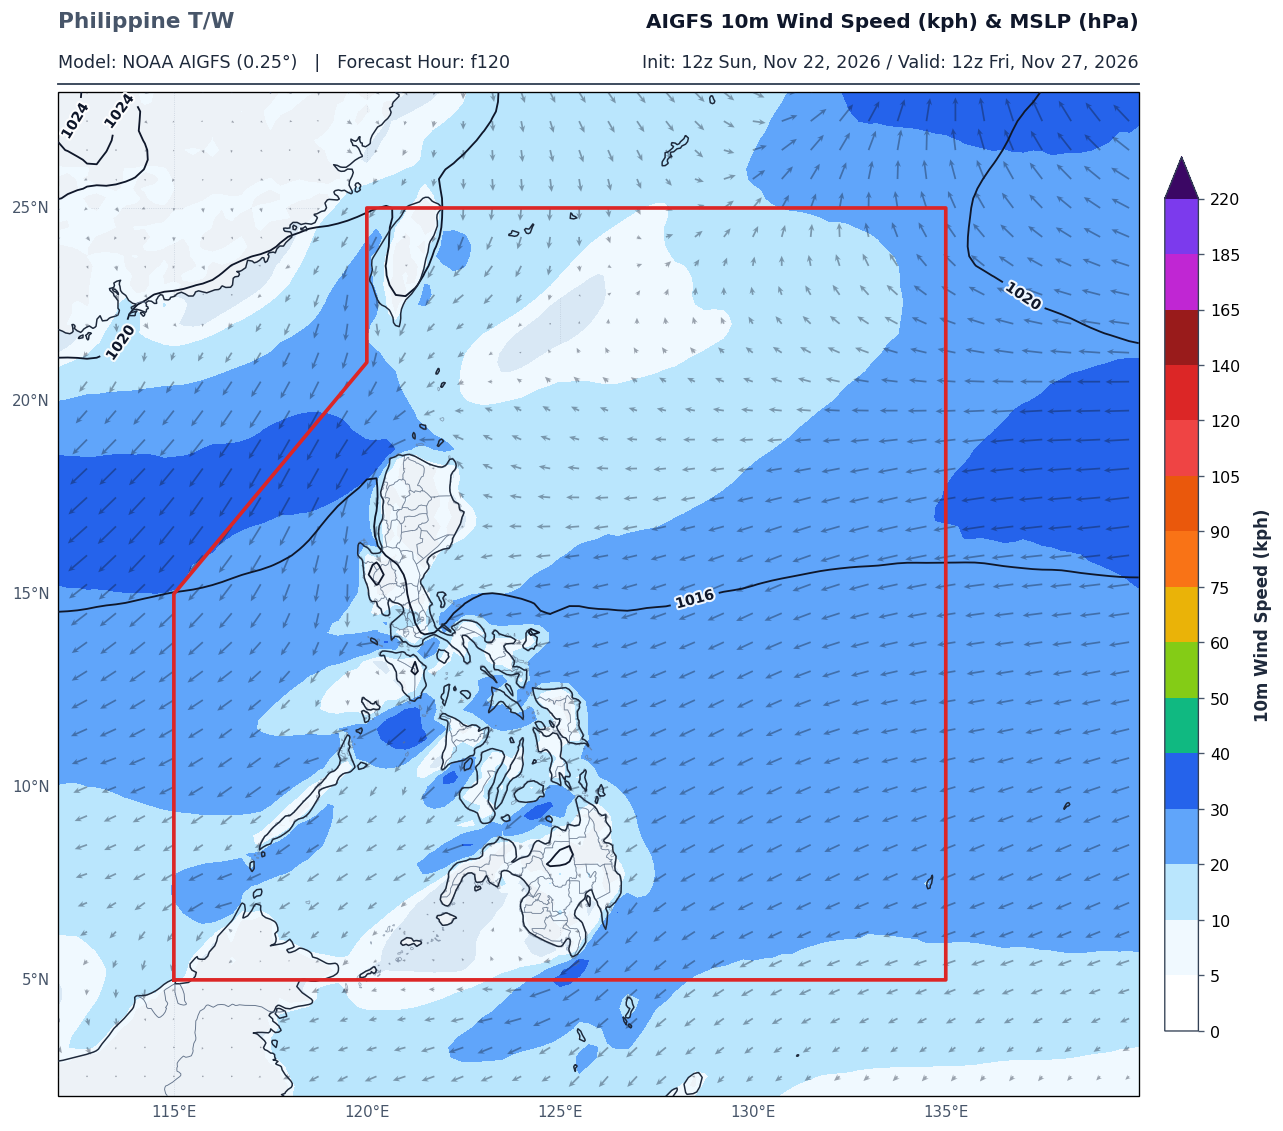 Philippine T/W
AIGFS 10m Wind Speed (kph) & MSLP (hPa)
Model: NOAA AIGFS (0.25°)   |   Forecast Hour: f120
Init: 12z Sun, Nov 22, 2026 / Valid: 12z Fri, Nov 27, 2026
1024
1024
1020
1020
1016
25°N
20°N
15°N
10°N
5°N
115°E
120°E
125°E
130°E
135°E
220
185
165
140
120
105
90
75
60
50
40
30
20
10
5
0
10m Wind Speed (kph)